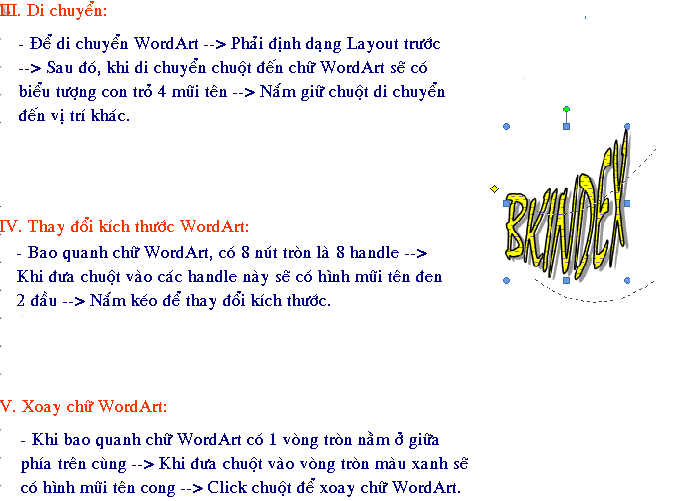 III. Di chuyển:
- Để di chuyển WordArt --> Phải định dạng Layout trước
--> Sau đó, khi di chuyển chuột đến chữ WordArt sẽ có
biểu tượng con trỏ 4 mũi tên --> Nắm giữ chuột di chuyển
đến vị trí khác.
BKINDEX
IV. Thay đổi kích thước WordArt:
- Bao quanh chữ WordArt, có 8 nút tròn là 8 handle -->
Khi đưa chuột vào các handle này sẽ có hình mũi tên đen
2 đầu --> Nắm kéo để thay đổi kích thước.
V. Xoay chữ WordArt:
- Khi bao quanh chữ WordArt có 1 vòng tròn nằm ở giữa
phía trên cùng --> Khi đưa chuột vào vòng tròn màu xanh sẽ
có hình mũi tên cong --> Click chuột để xoay chữ WordArt.